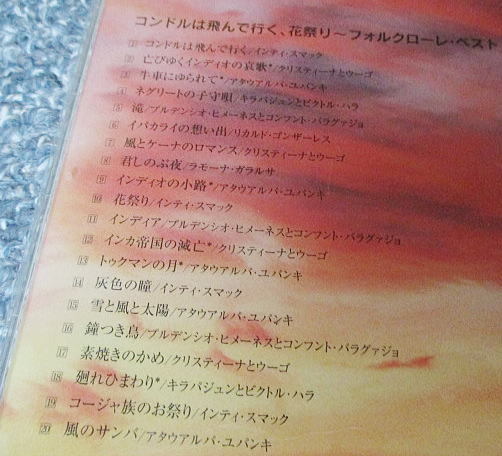 コンドルは飛んで行く、花祭り～フォルクローレ・ベスト
1 コンドルは飛んで行く/インティ・スマック
2 亡びゆくインディオの哀歌*/クリスティーナとウーゴ
3 牛車にゆられて*/アタウアルパ・ユパンキ
4 ネグリートの子守唄/キラパジュンとビクトル・ハラ
5 滝/プルデンシオ・ヒメーネスとコンフント・パラグァジョ
6 イパカライの想い出/リカルド・ゴンザーレス
7 風とケーナのロマンス/クリスティーナとウーゴ
8 君しのぶ夜/ラモーナ・ガラルサ
9 インディオの小路*/アタウアルパ・ユパンキ
10 花祭り/インティ・スマック
11 インディア/プルデンシオ・ヒメーネスとコンフント・パラグァジョ
12 インカ帝国の滅亡*/クリスティーナとウーゴ
13 トゥクマンの月*/アタウアルパ・ユパンキ
14 灰色の瞳/インティ・スマック
15 雪と風と太陽/アタウアルパ・ユパンキ
16 鐘つき鳥/プルデンシオ・ヒメーネスとコンフント・パラグァジョ
17 素焼きのかめ/クリスティーナとウーゴ
18 廻れひまわり*/キラパジュンとビクトル・ハラ
19 コージャ族のお祭り/インティ・スマック
20 風のサンバ/アタウアルパ・ユパンキ